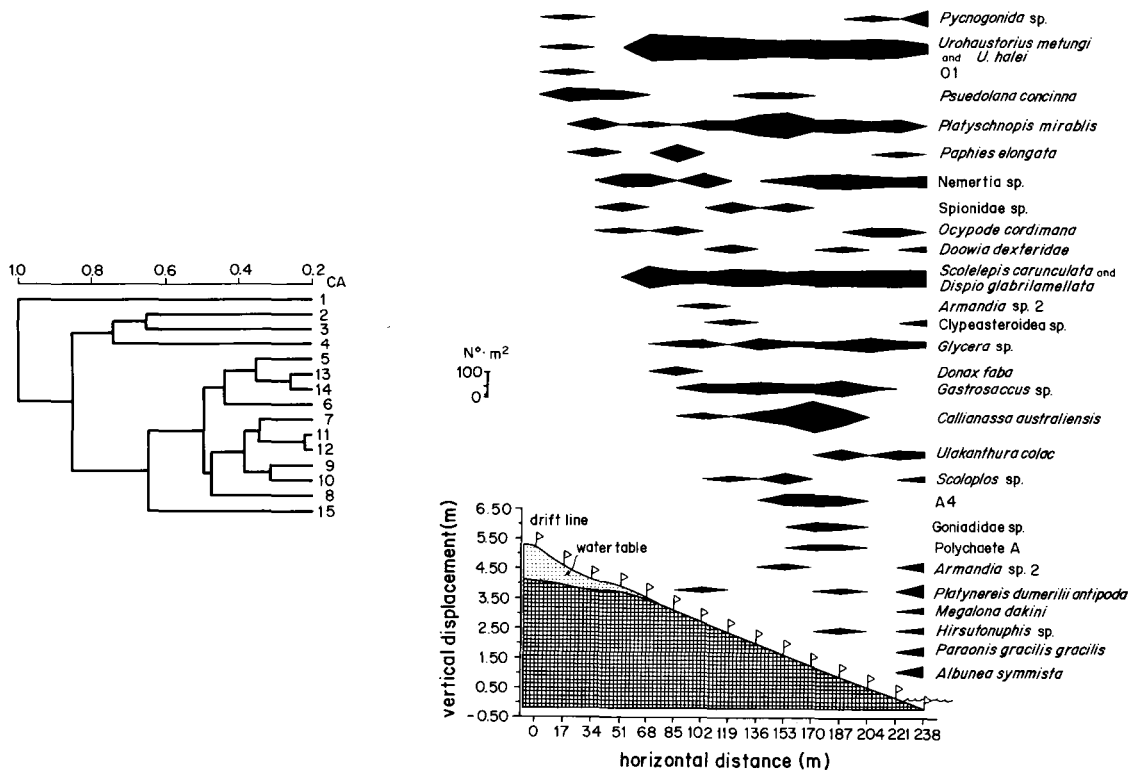 1.0 0.8 0.6 0.4 0.2
CA
1
2
3
4
5
13
14
6
7
11
12
9
10
8
15
Pycnogonida sp.
Urohaustorius metungi
and U. halei
O1
Psuedolana concinna
Platyschnopis mirablis
Paphies elongata
Nemertia sp.
Spionidae sp.
Ocypode cordimana
Doowia dexteridae
Scolelepis carunculata and
Dispio glabrilamellata
Armandia sp. 2
Clypeasteroidea sp.
Glycera sp.
Donax faba
Gastrosaccus sp.
Callianassa australiensis
Ulakanthura colac
Scoloplos sp.
A4
Goniadidae sp.
Polychaete A
Armandia sp. 2
Platynereis dumerilii antipoda
Megalona dakini
Hirsutonuphis sp.
Paraonis gracilis gracilis
Albunea symmista
N°· m²
100
0
vertical displacement (m)
6.50
5.50
4.50
3.50
2.50
1.50
0.50
-0.50
drift line
water table
0 17 34 51 68 85 102 119 136 153 170 187 204 221 238
horizontal distance (m)